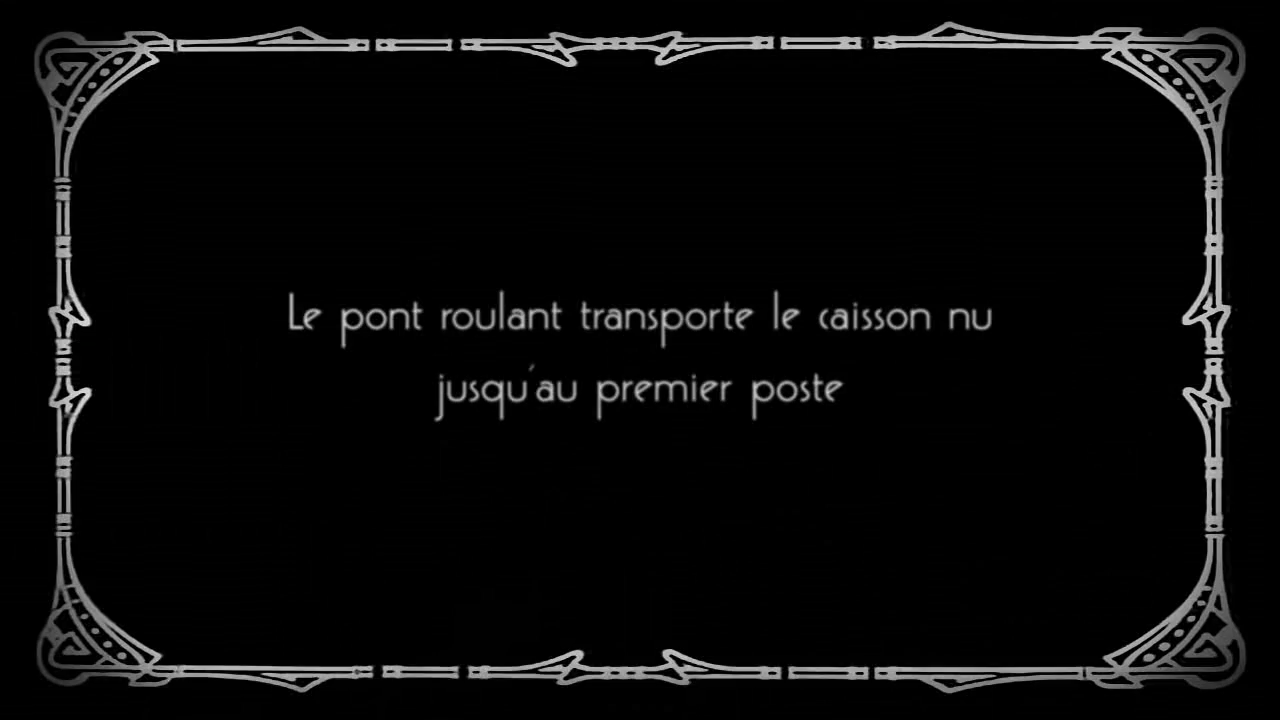 Le pont roulant transporte le caisson nu
jusqu'au premier poste